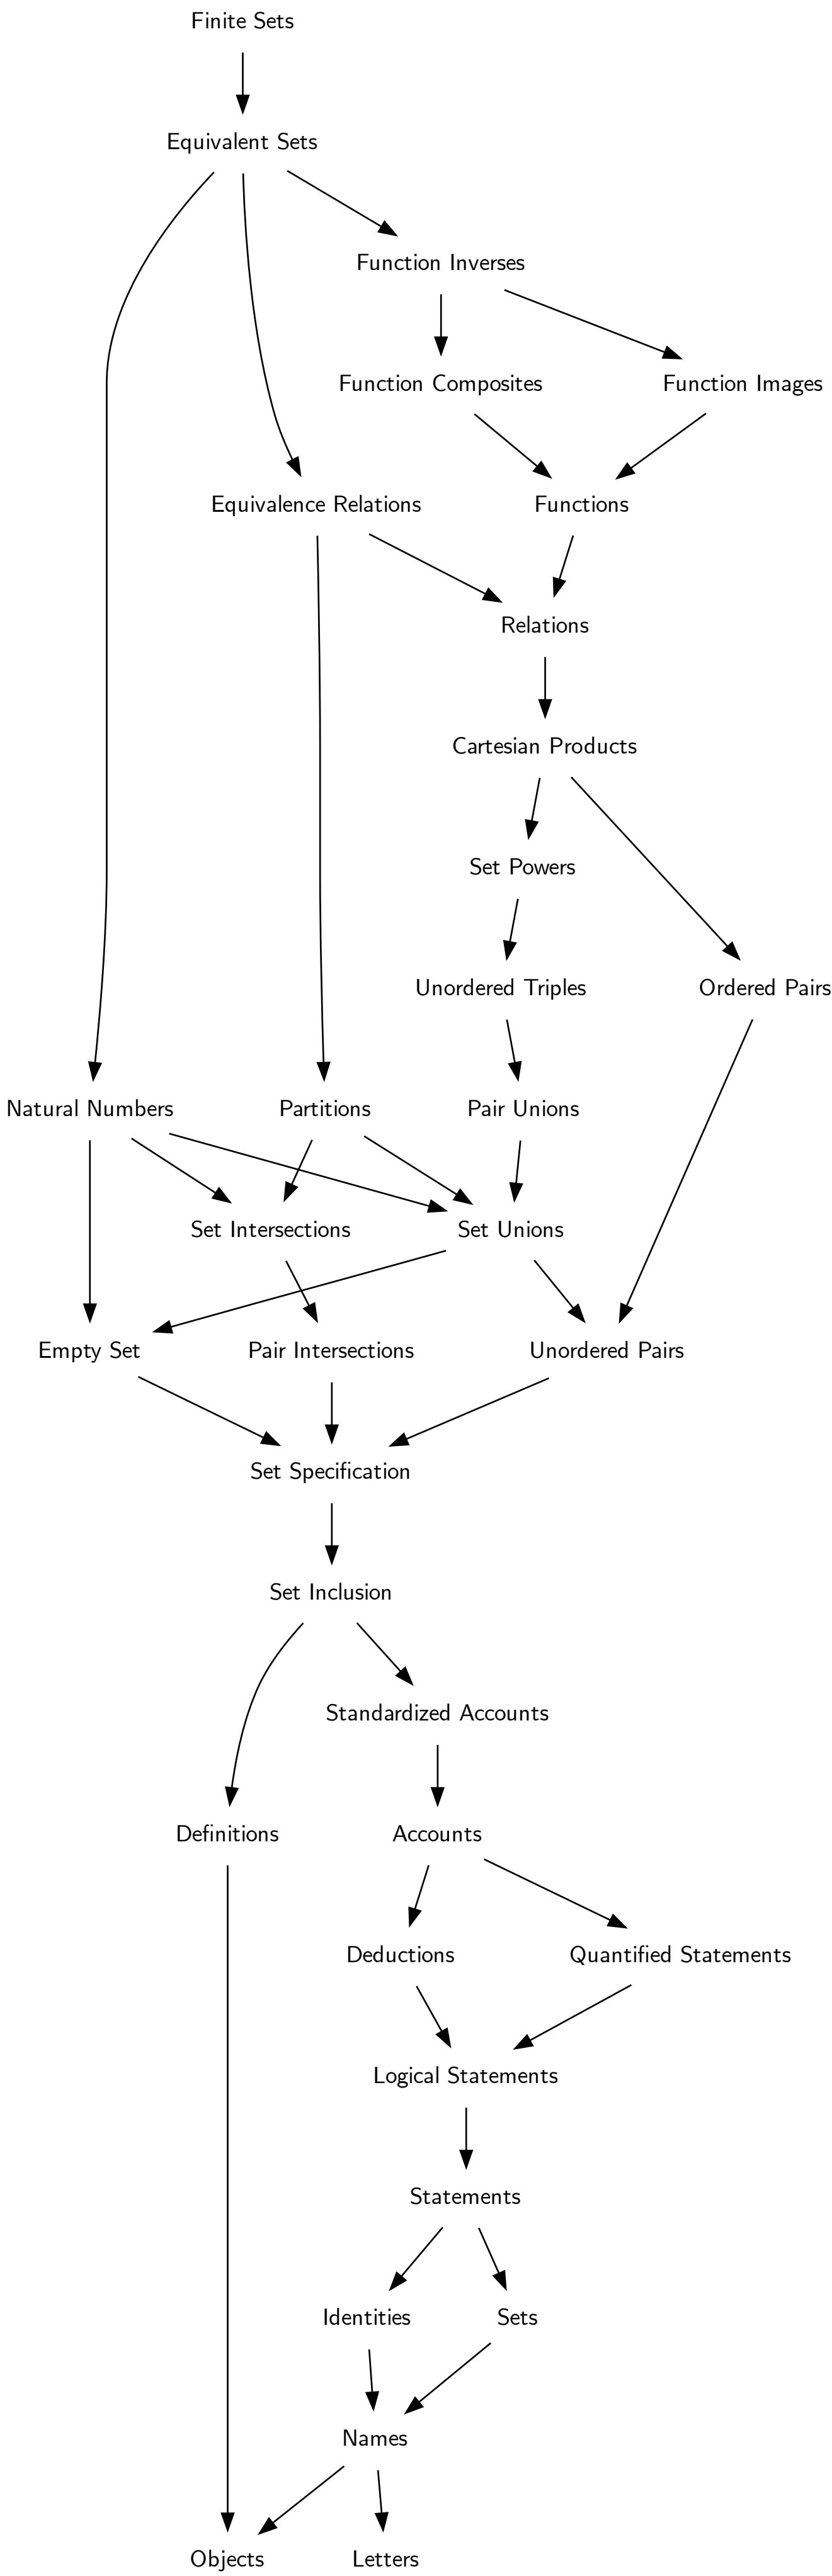 Finite Sets
Equivalent Sets
Function Inverses
Function Composites
Function Images
Equivalence Relations
Functions
Relations
Cartesian Products
Set Powers
Unordered Triples
Ordered Pairs
Natural Numbers
Partitions
Pair Unions
Set Intersections
Set Unions
Empty Set
Pair Intersections
Unordered Pairs
Set Specification
Set Inclusion
Standardized Accounts
Definitions
Accounts
Deductions
Quantified Statements
Logical Statements
Statements
Identities
Sets
Names
Objects
Letters